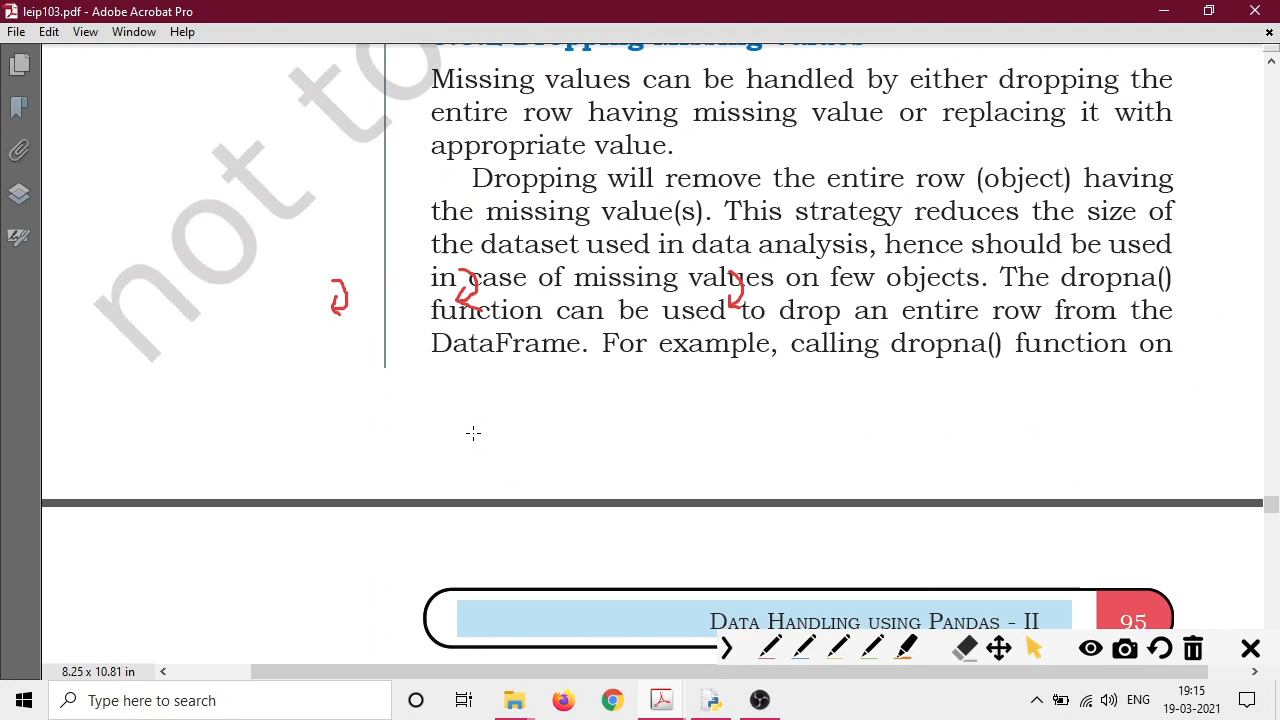 leip103.pdf - Adobe Acrobat Pro
File Edit View Window Help
not to
Missing values can be handled by either dropping the
entire row having missing value or replacing it with
appropriate value.
Dropping will remove the entire row (object) having
the missing value(s). This strategy reduces the size of
the dataset used in data analysis, hence should be used
in case of missing values on few objects. The dropna()
function can be used to drop an entire row from the
DataFrame. For example, calling dropna() function on
Data Handling using Pandas - II 95
8.25 x 10.81 in
Type here to search
ENG
19:15
19-03-2021